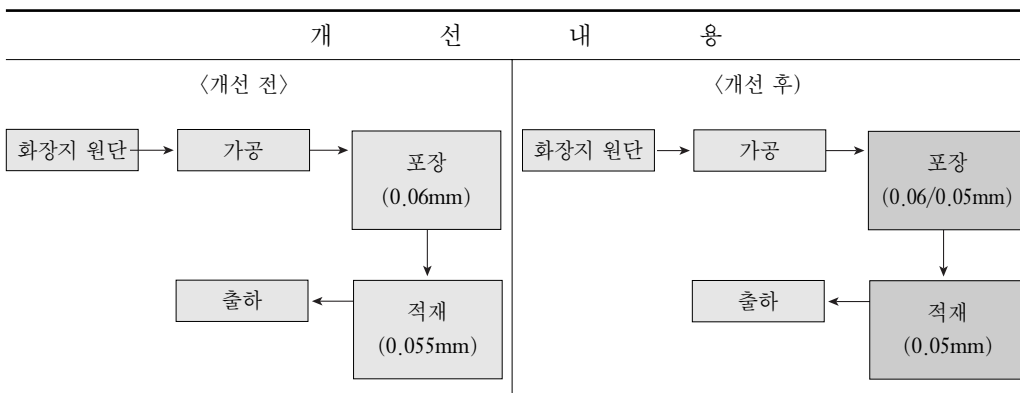 개 선 내 용
〈개선 전〉
화장지 원단
가공
포장
(0.06mm)
출하
적재
(0.055mm)
〈개선 후)
화장지 원단
가공
포장
(0.06/0.05mm)
출하
적재
(0.05mm)